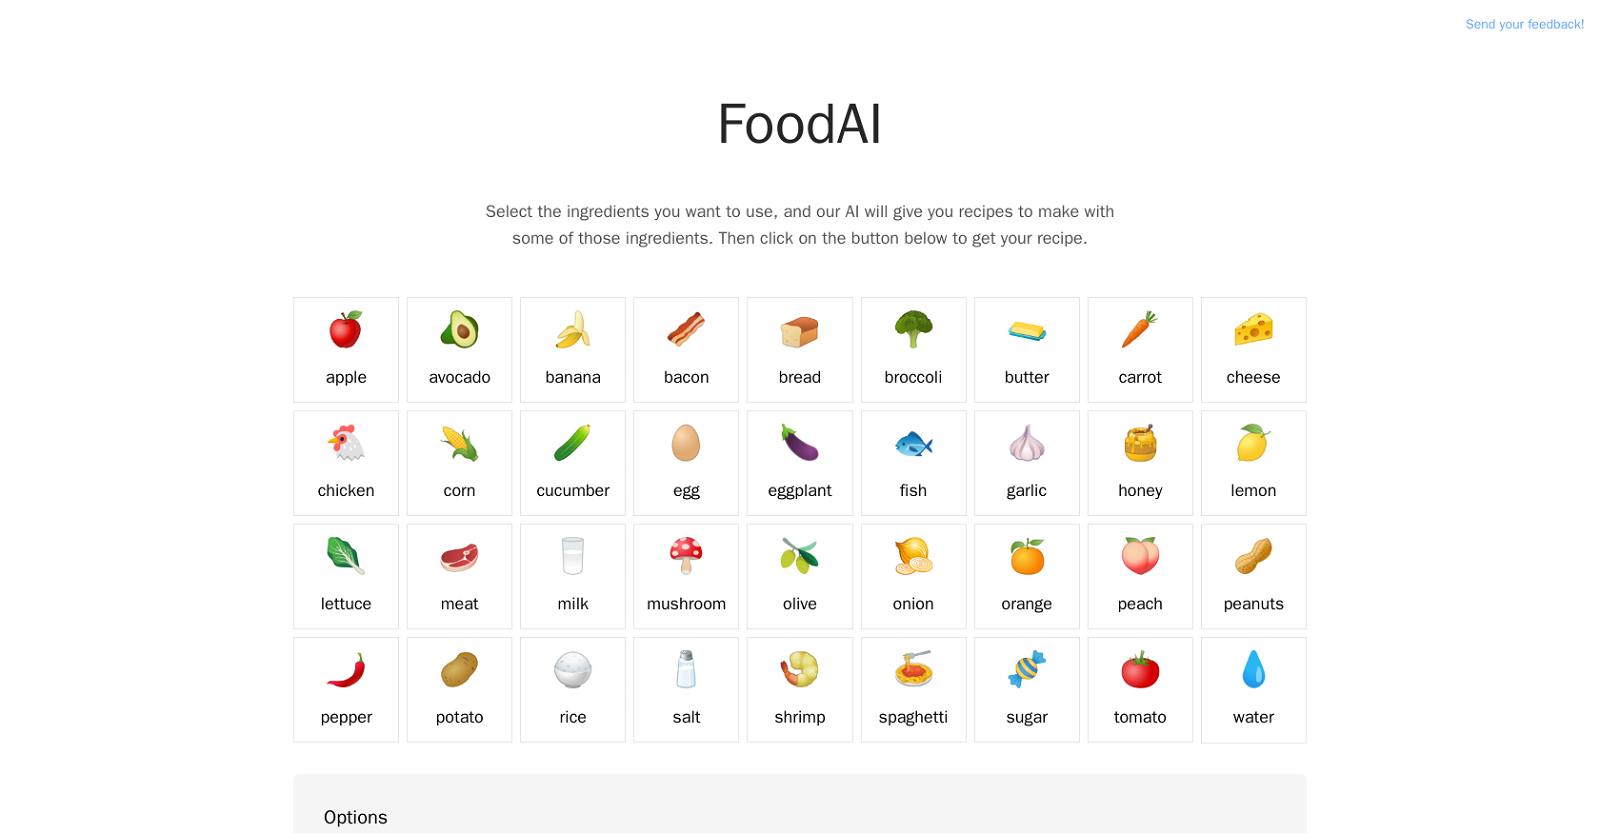 Send your feedback!
FoodAI
Select the ingredients you want to use, and our AI will give you recipes to make with
some of those ingredients. Then click on the button below to get your recipe.
apple avocado banana bacon bread broccoli butter carrot cheese
chicken corn cucumber egg eggplant fish garlic honey lemon
lettuce meat milk mushroom olive onion orange peach peanuts
pepper potato rice salt shrimp spaghetti sugar tomato water
Options